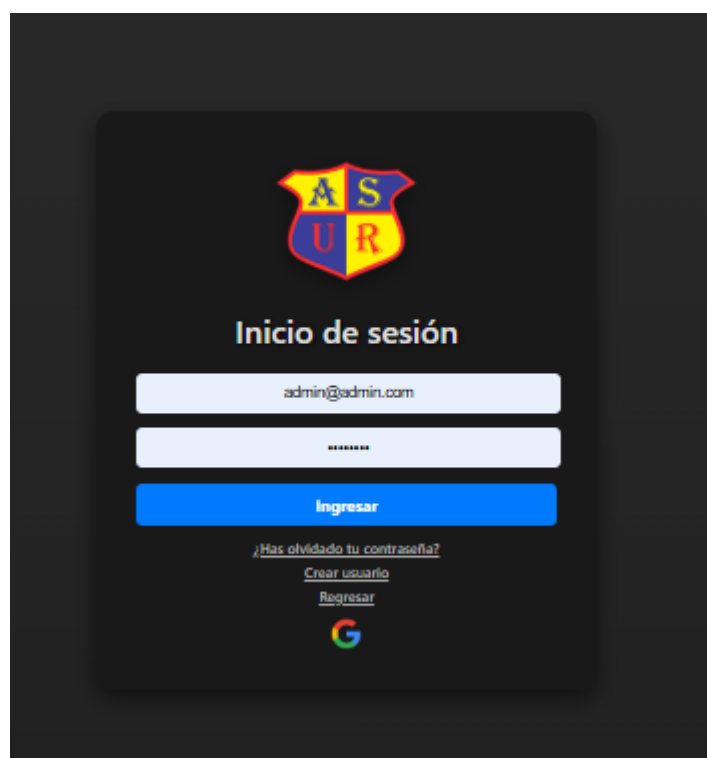 A S
U R
Inicio de sesión
admin@admin.com
••••••••
Ingresar
¿Has olvidado tu contraseña?
Crear usuario
Regresar
G